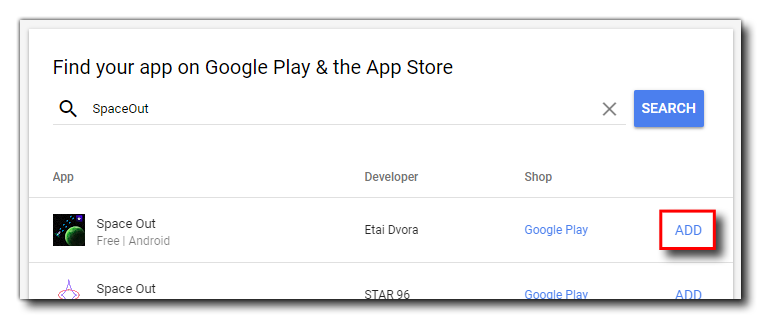 Find your app on Google Play & the App Store
SpaceOut
SEARCH
App Developer Shop
Space Out
Free | Android
Etai Dvora
Google Play
ADD
Space Out
STAR 96
Google Play
ADD